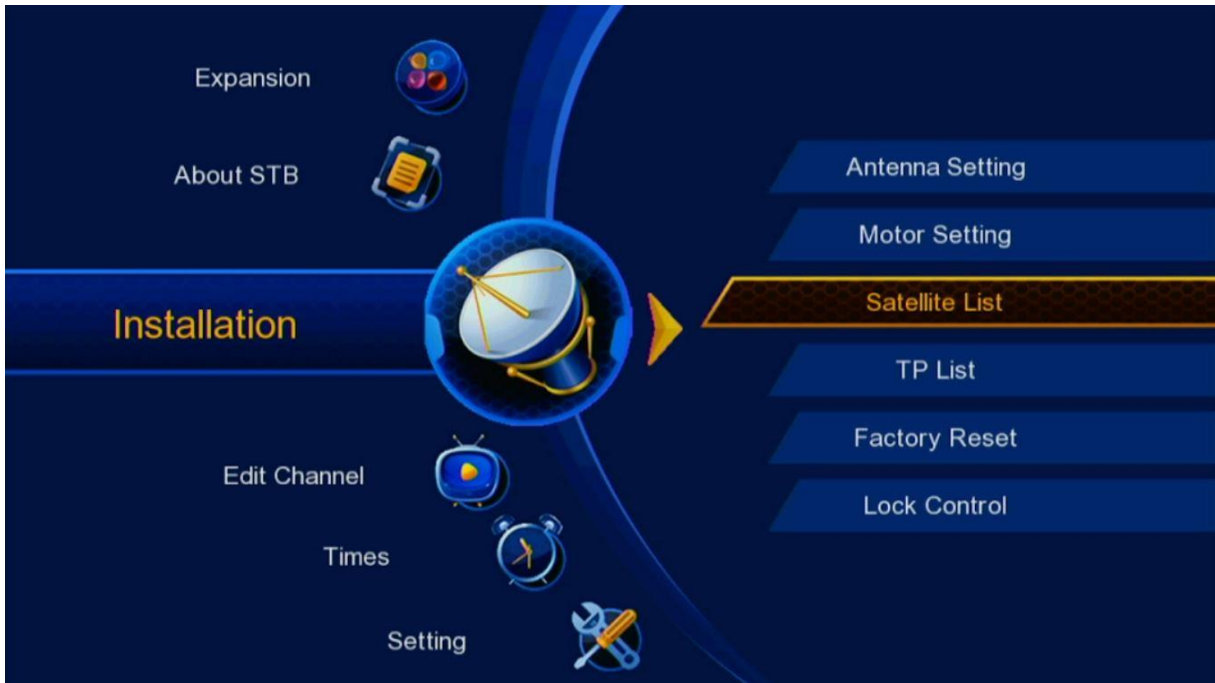 Expansion
About STB
Installation
Edit Channel
Times
Setting
Antenna Setting
Motor Setting
Satellite List
TP List
Factory Reset
Lock Control